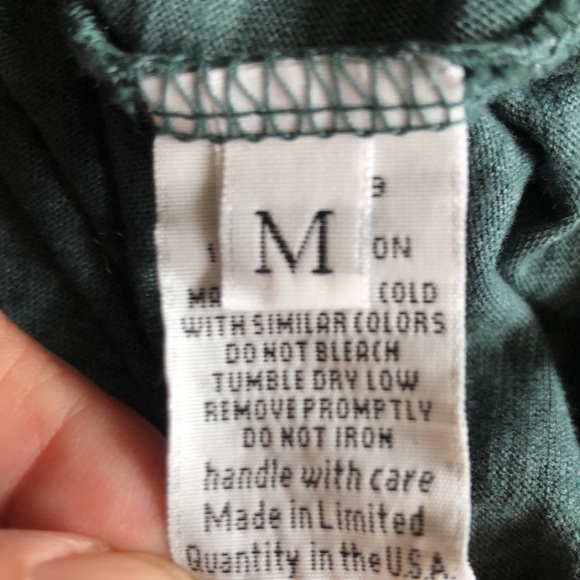 M
ON
COLD
WITH SIMILAR COLORS
DO NOT BLEACH
TUMBLE DRY LOW
REMOVE PROMPTLY
DO NOT IRON
handle with care
Made in Limited
Quantity in the U.S.A.